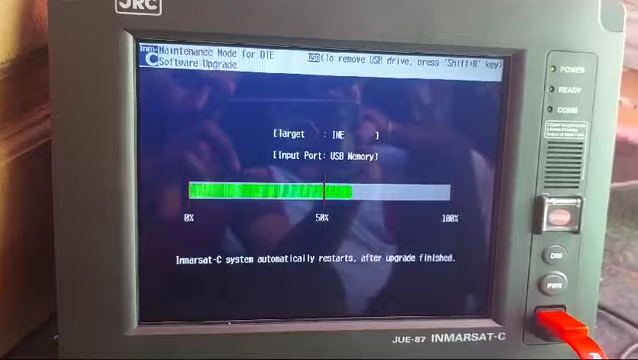 JRC
Inm-C Maintenance Mode for DTE USB(To remove USB drive, press 'Shift+R' key)
Software Upgrade
POWER
READY
COMM
[Target : IME ]
[Input Port: USB Memory]
0% 50% 100%
Inmarsat-C system automatically restarts, after upgrade finished.
DIM
PWR
JUE-87 INMARSAT-C